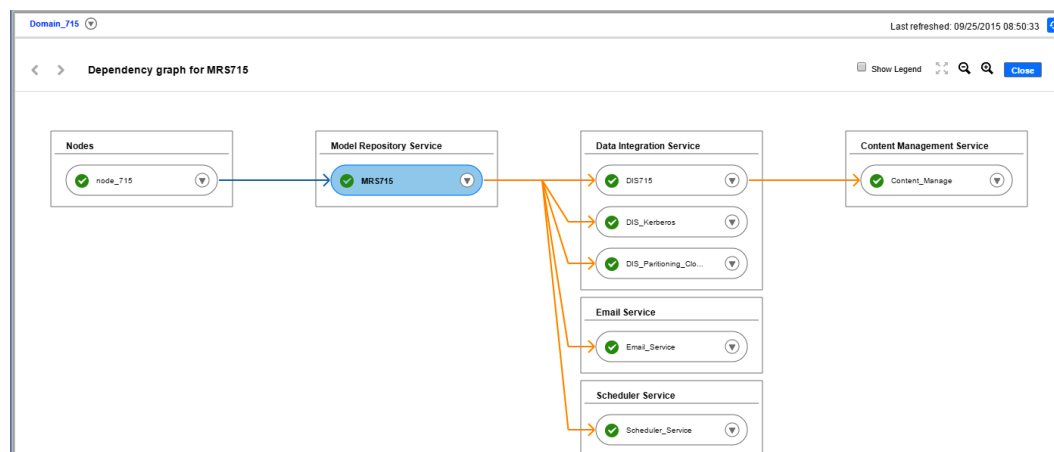 Domain_715
Last refreshed: 09/25/2015 08:50:33
Dependency graph for MRS715
Show Legend
Close
Nodes
node_715
Model Repository Service
MRS715
Data Integration Service
DIS715
DIS_Kerberos
DIS_Paritioning_Clo...
Email Service
Email_Service
Scheduler Service
Scheduler_Service
Content Management Service
Content_Manage